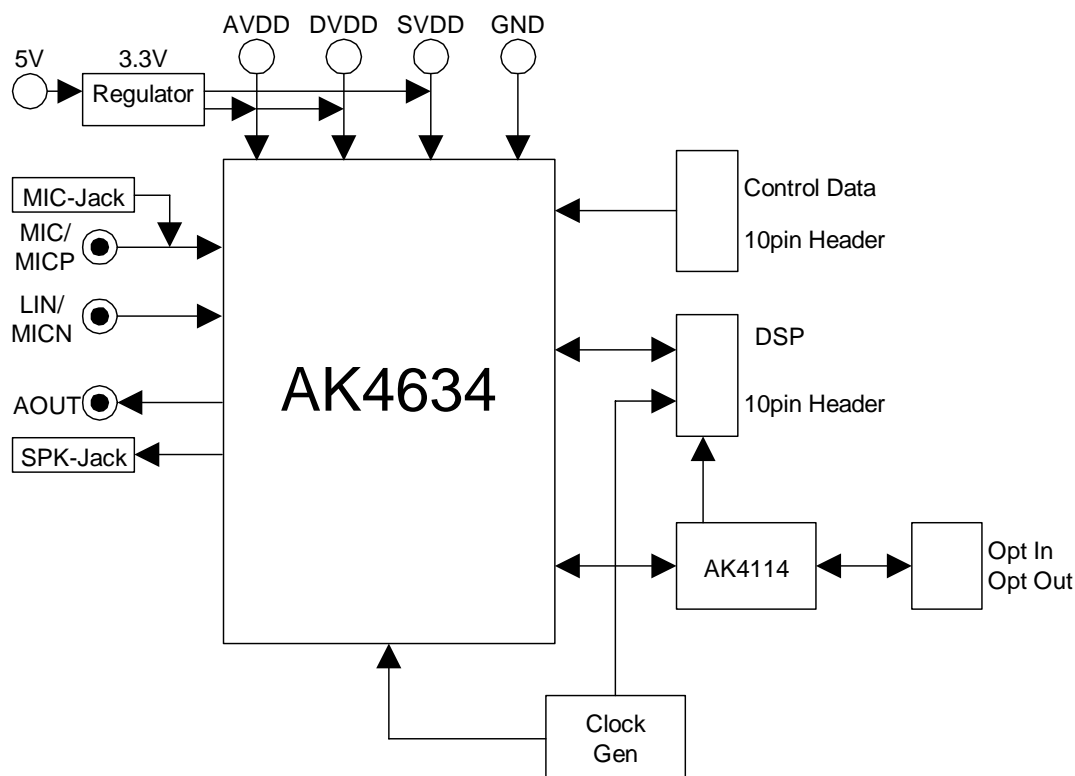 AVDD
DVDD
SVDD
GND
5V
3.3V
Regulator
MIC-Jack
MIC/
MICP
LIN/
MICN
AOUT
SPK-Jack
AK4634
Control Data
10pin Header
DSP
10pin Header
AK4114
Opt In
Opt Out
Clock
Gen